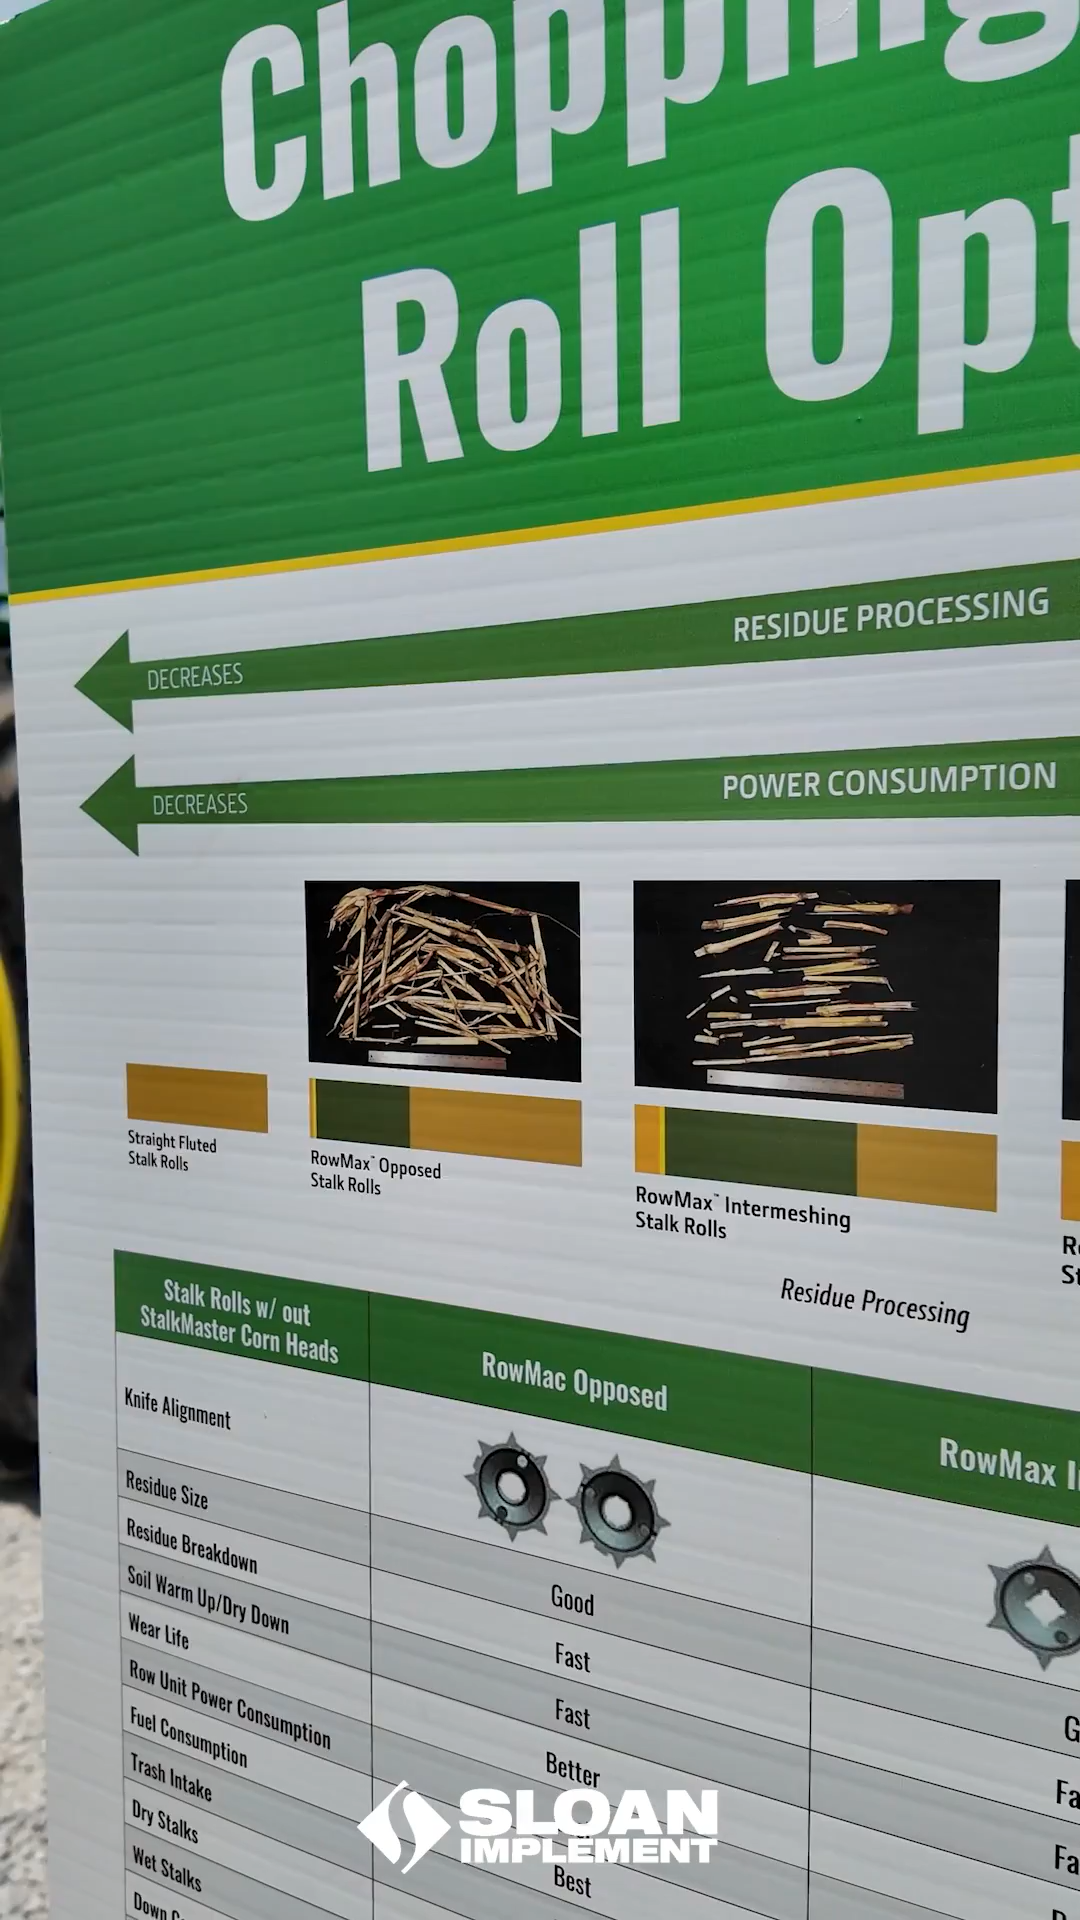 Chopping
Roll Opt
RESIDUE PROCESSING
DECREASES
POWER CONSUMPTION
DECREASES
Straight Fluted
Stalk Rolls
RowMax™ Opposed
Stalk Rolls
RowMax™ Intermeshing
Stalk Rolls
Residue Processing
Stalk Rolls w/ out
StalkMaster Corn Heads
RowMac Opposed
RowMax
Knife Alignment
Residue Size
Good
Residue Breakdown
Fast
Soil Warm Up/Dry Down
Fast
Wear Life
Better
Row Unit Power Consumption
Fuel Consumption
Best
Trash Intake
Dry Stalks
Wet Stalks
Down
SLOAN
IMPLEMENT